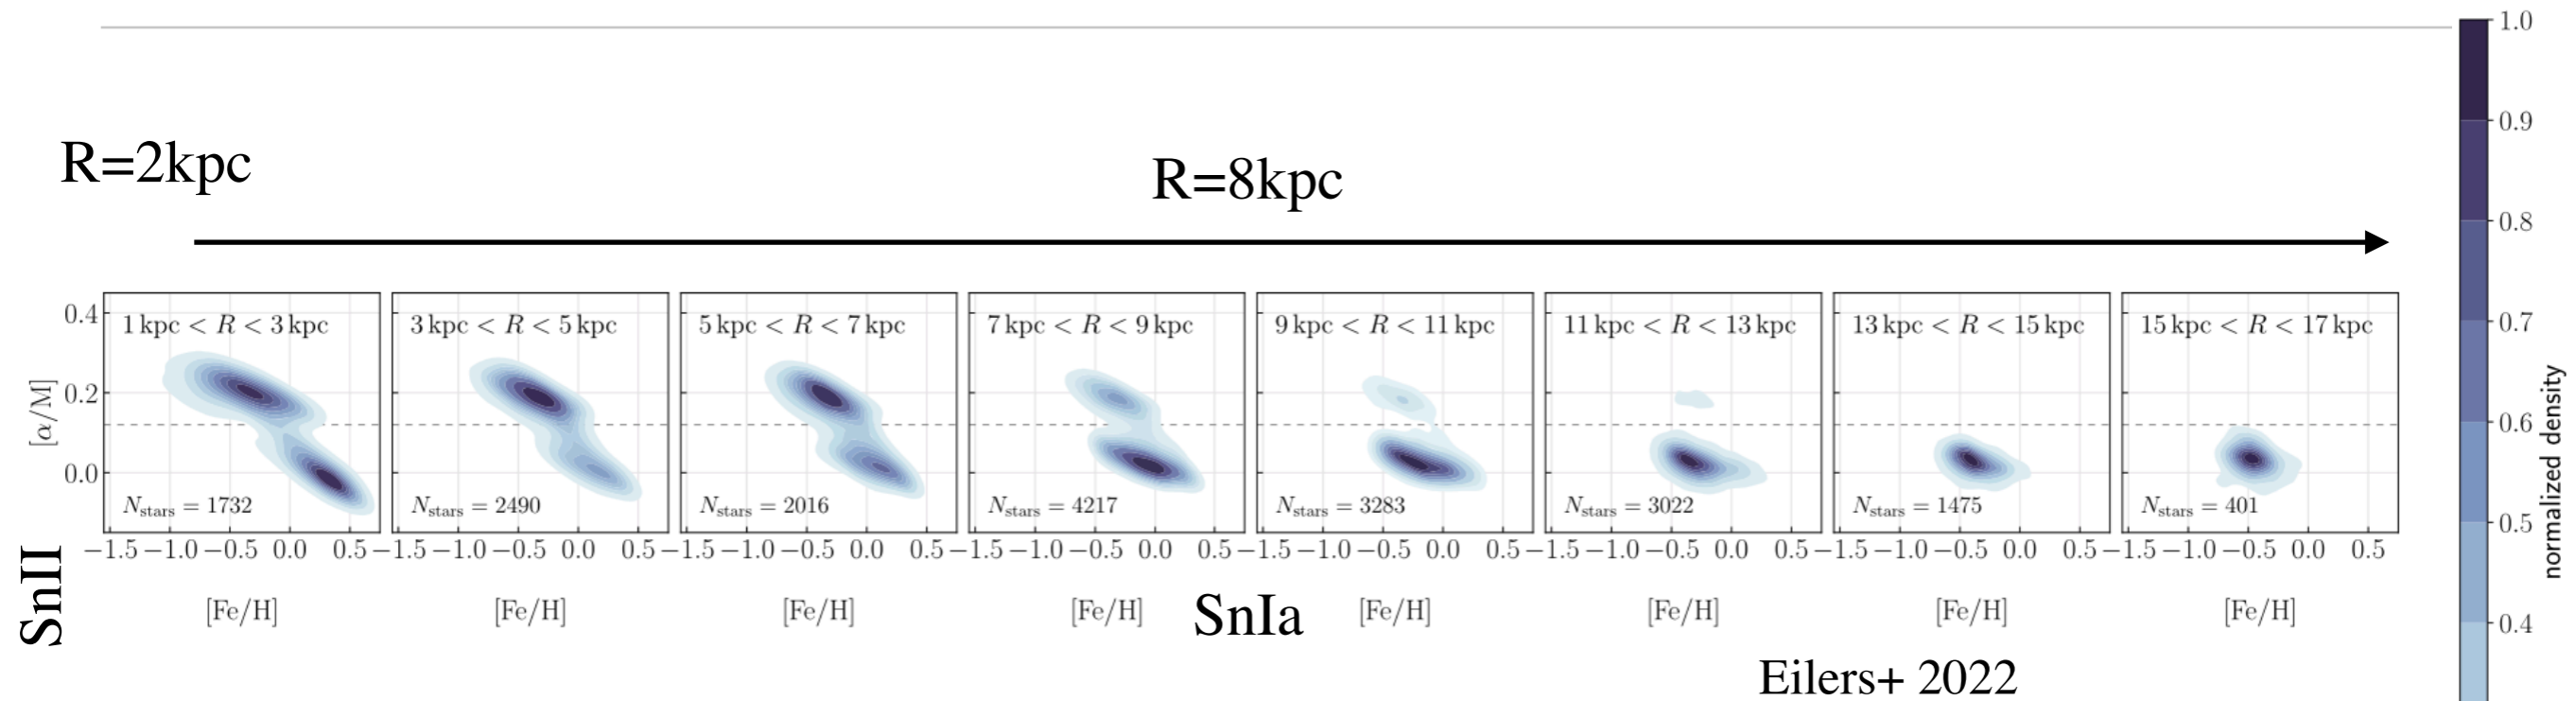 R=2kpc
R=8kpc
1 kpc < R < 3 kpc
3 kpc < R < 5 kpc
5 kpc < R < 7 kpc
7 kpc < R < 9 kpc
9 kpc < R < 11 kpc
11 kpc < R < 13 kpc
13 kpc < R < 15 kpc
15 kpc < R < 17 kpc
[α/M]
0.4
0.2
0.0
N_stars = 1732
N_stars = 2490
N_stars = 2016
N_stars = 4217
N_stars = 3283
N_stars = 3022
N_stars = 1475
N_stars = 401
−1.5 −1.0 −0.5 0.0 0.5
−1.5 −1.0 −0.5 0.0 0.5
−1.5 −1.0 −0.5 0.0 0.5
−1.5 −1.0 −0.5 0.0 0.5
−1.5 −1.0 −0.5 0.0 0.5
−1.5 −1.0 −0.5 0.0 0.5
−1.5 −1.0 −0.5 0.0 0.5
−1.5 −1.0 −0.5 0.0 0.5
SnII
[Fe/H]
[Fe/H]
[Fe/H]
[Fe/H]
SnIa
[Fe/H]
[Fe/H]
[Fe/H]
[Fe/H]
Eilers+ 2022
1.0
0.9
0.8
0.7
0.6
0.5
0.4
normalized density